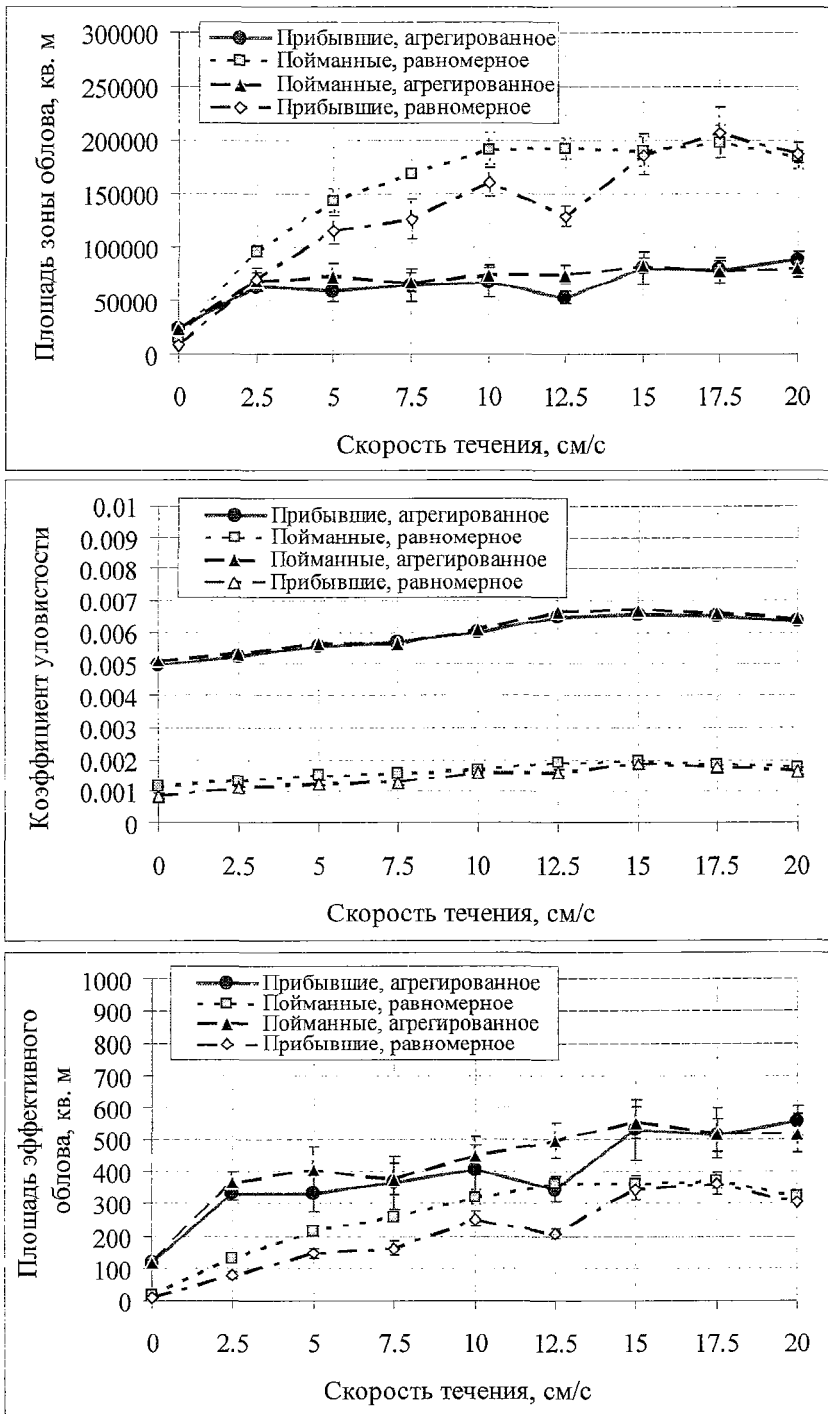 Площадь зоны облова, кв. м
300000
250000
200000
150000
100000
50000
0
Прибывшие, агрегированное
Пойманные, равномерное
Пойманные, агрегированное
Прибывшие, равномерное
0 2.5 5 7.5 10 12.5 15 17.5 20
Скорость течения, см/с
Коэффициент уловистости
0.01
0.009
0.008
0.007
0.006
0.005
0.004
0.003
0.002
0.001
0
Прибывшие, агрегированное
Пойманные, равномерное
Пойманные, агрегированное
Прибывшие, равномерное
0 2.5 5 7.5 10 12.5 15 17.5 20
Скорость течения, см/с
Площадь эффективного
облова, кв. м
1000
900
800
700
600
500
400
300
200
100
0
Прибывшие, агрегированное
Пойманные, равномерное
Пойманные, агрегированное
Прибывшие, равномерное
0 2.5 5 7.5 10 12.5 15 17.5 20
Скорость течения, см/с